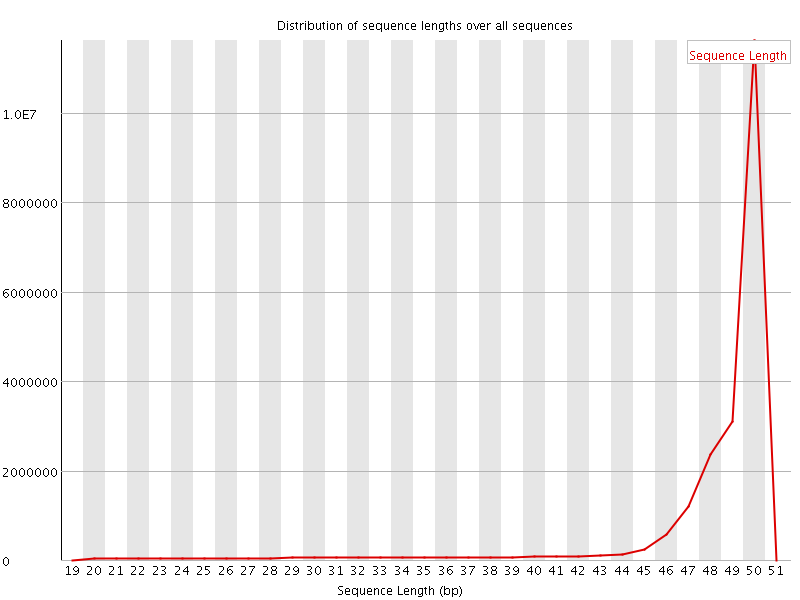 Distribution of sequence lengths over all sequences
Sequence Length
1.0E7
8000000
6000000
4000000
2000000
0
19 20 21 22 23 24 25 26 27 28 29 30 31 32 33 34 35 36 37 38 39 40 41 42 43 44 45 46 47 48 49 50 51
Sequence Length (bp)